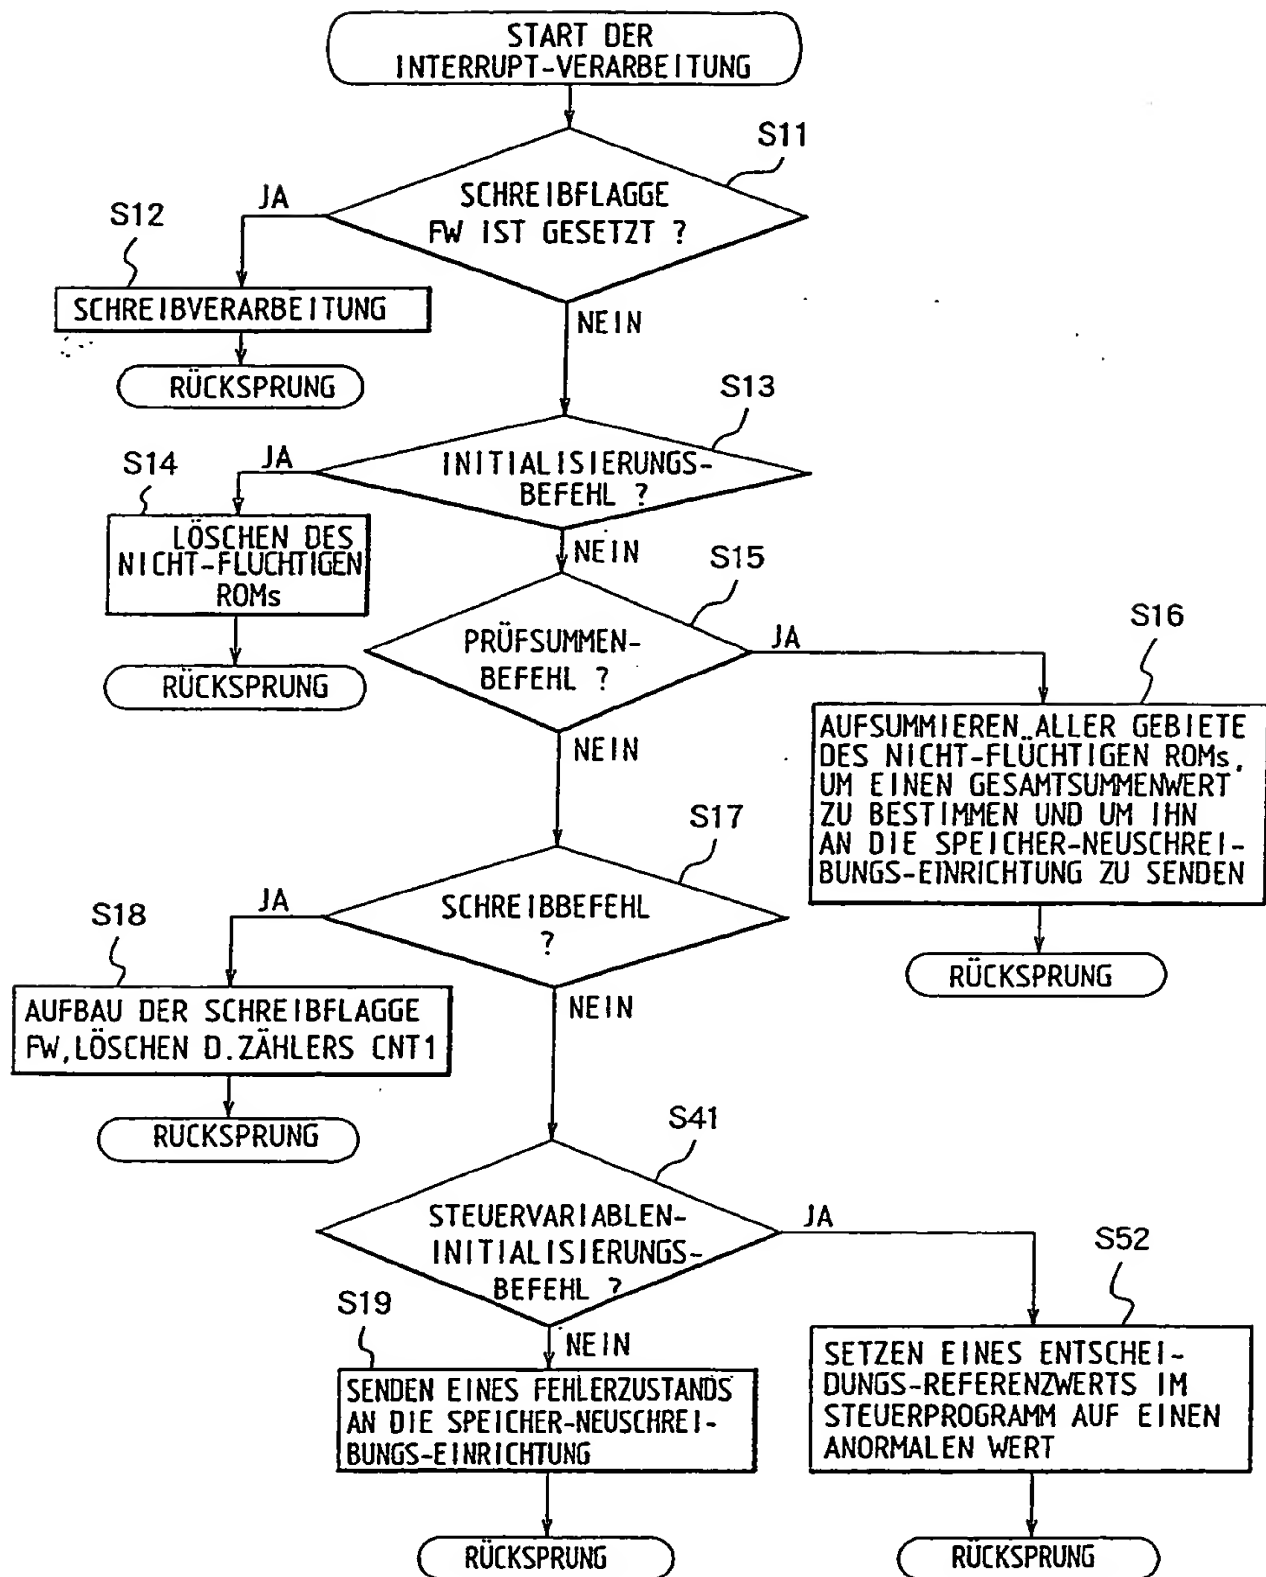 START DER
INTERRUPT-VERARBEITUNG
S11
SCHREIBFLAGGE
FW IST GESETZT ?
JA
S12
SCHREIBVERARBEITUNG
NEIN
RÜCKSPRUNG
S13
INITIALISIERUNGS-
BEFEHL ?
JA
S14
LÖSCHEN DES
NICHT-FLÜCHTIGEN
ROMs
NEIN
RÜCKSPRUNG
S15
PRÜFSUMMEN-
BEFEHL ?
JA
S16
AUFSUMMIEREN ALLER GEBIETE
DES NICHT-FLÜCHTIGEN ROMs,
UM EINEN GESAMTSUMMENWERT
ZU BESTIMMEN UND UM IHN
AN DIE SPEICHER-NEUSCHREI-
BUNGS-EINRICHTUNG ZU SENDEN
RÜCKSPRUNG
NEIN
S17
SCHREIBBEFEHL
?
JA
S18
AUFBAU DER SCHREIBFLAGGE
FW,LÖSCHEN D.ZÄHLERS CNT1
RUCKSPRUNG
NEIN
S41
STEUERVARIABLEN-
INITIALISIERUNGS-
BEFEHL ?
JA
S52
SETZEN EINES ENTSCHEI-
DUNGS-REFERENZWERTS IM
STEUERPROGRAMM AUF EINEN
ANORMALEN WERT
RÜCKSPRUNG
NEIN
S19
SENDEN EINES FEHLERZUSTANDS
AN DIE SPEICHER-NEUSCHREI-
BUNGS-EINRICHTUNG
RÜCKSPRUNG